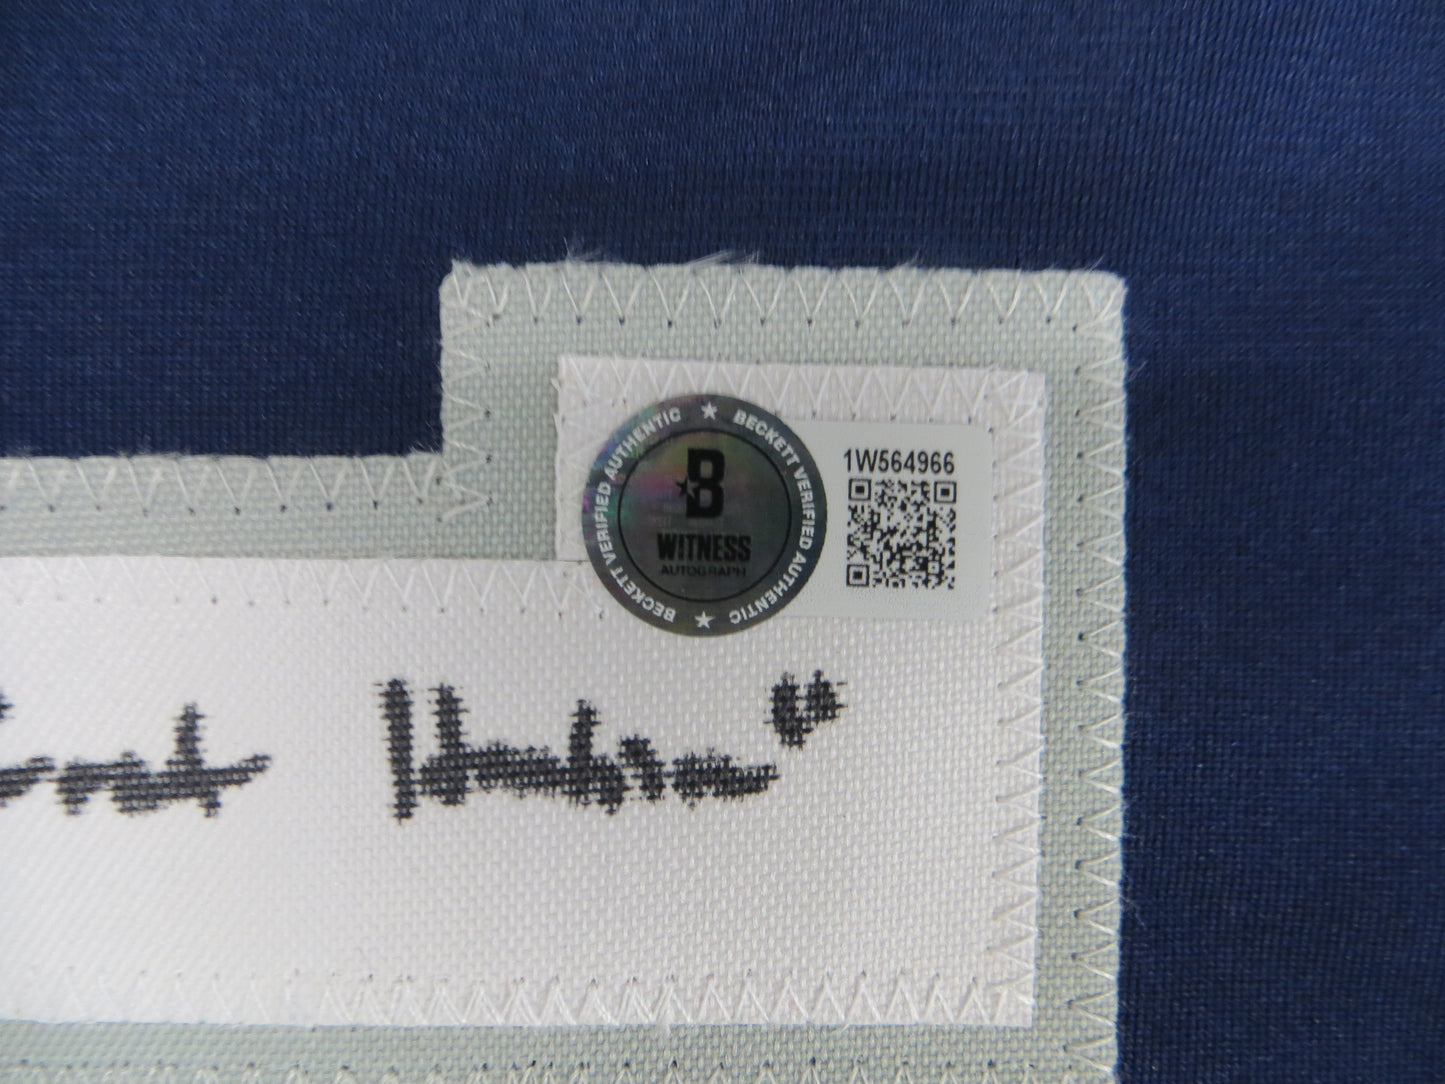 BECKETT VERIFIED AUTHENTIC ★ BECKETT VERIFIED AUTHENTIC ★
B
WITNESS
AUTOGRAPH
1W564966